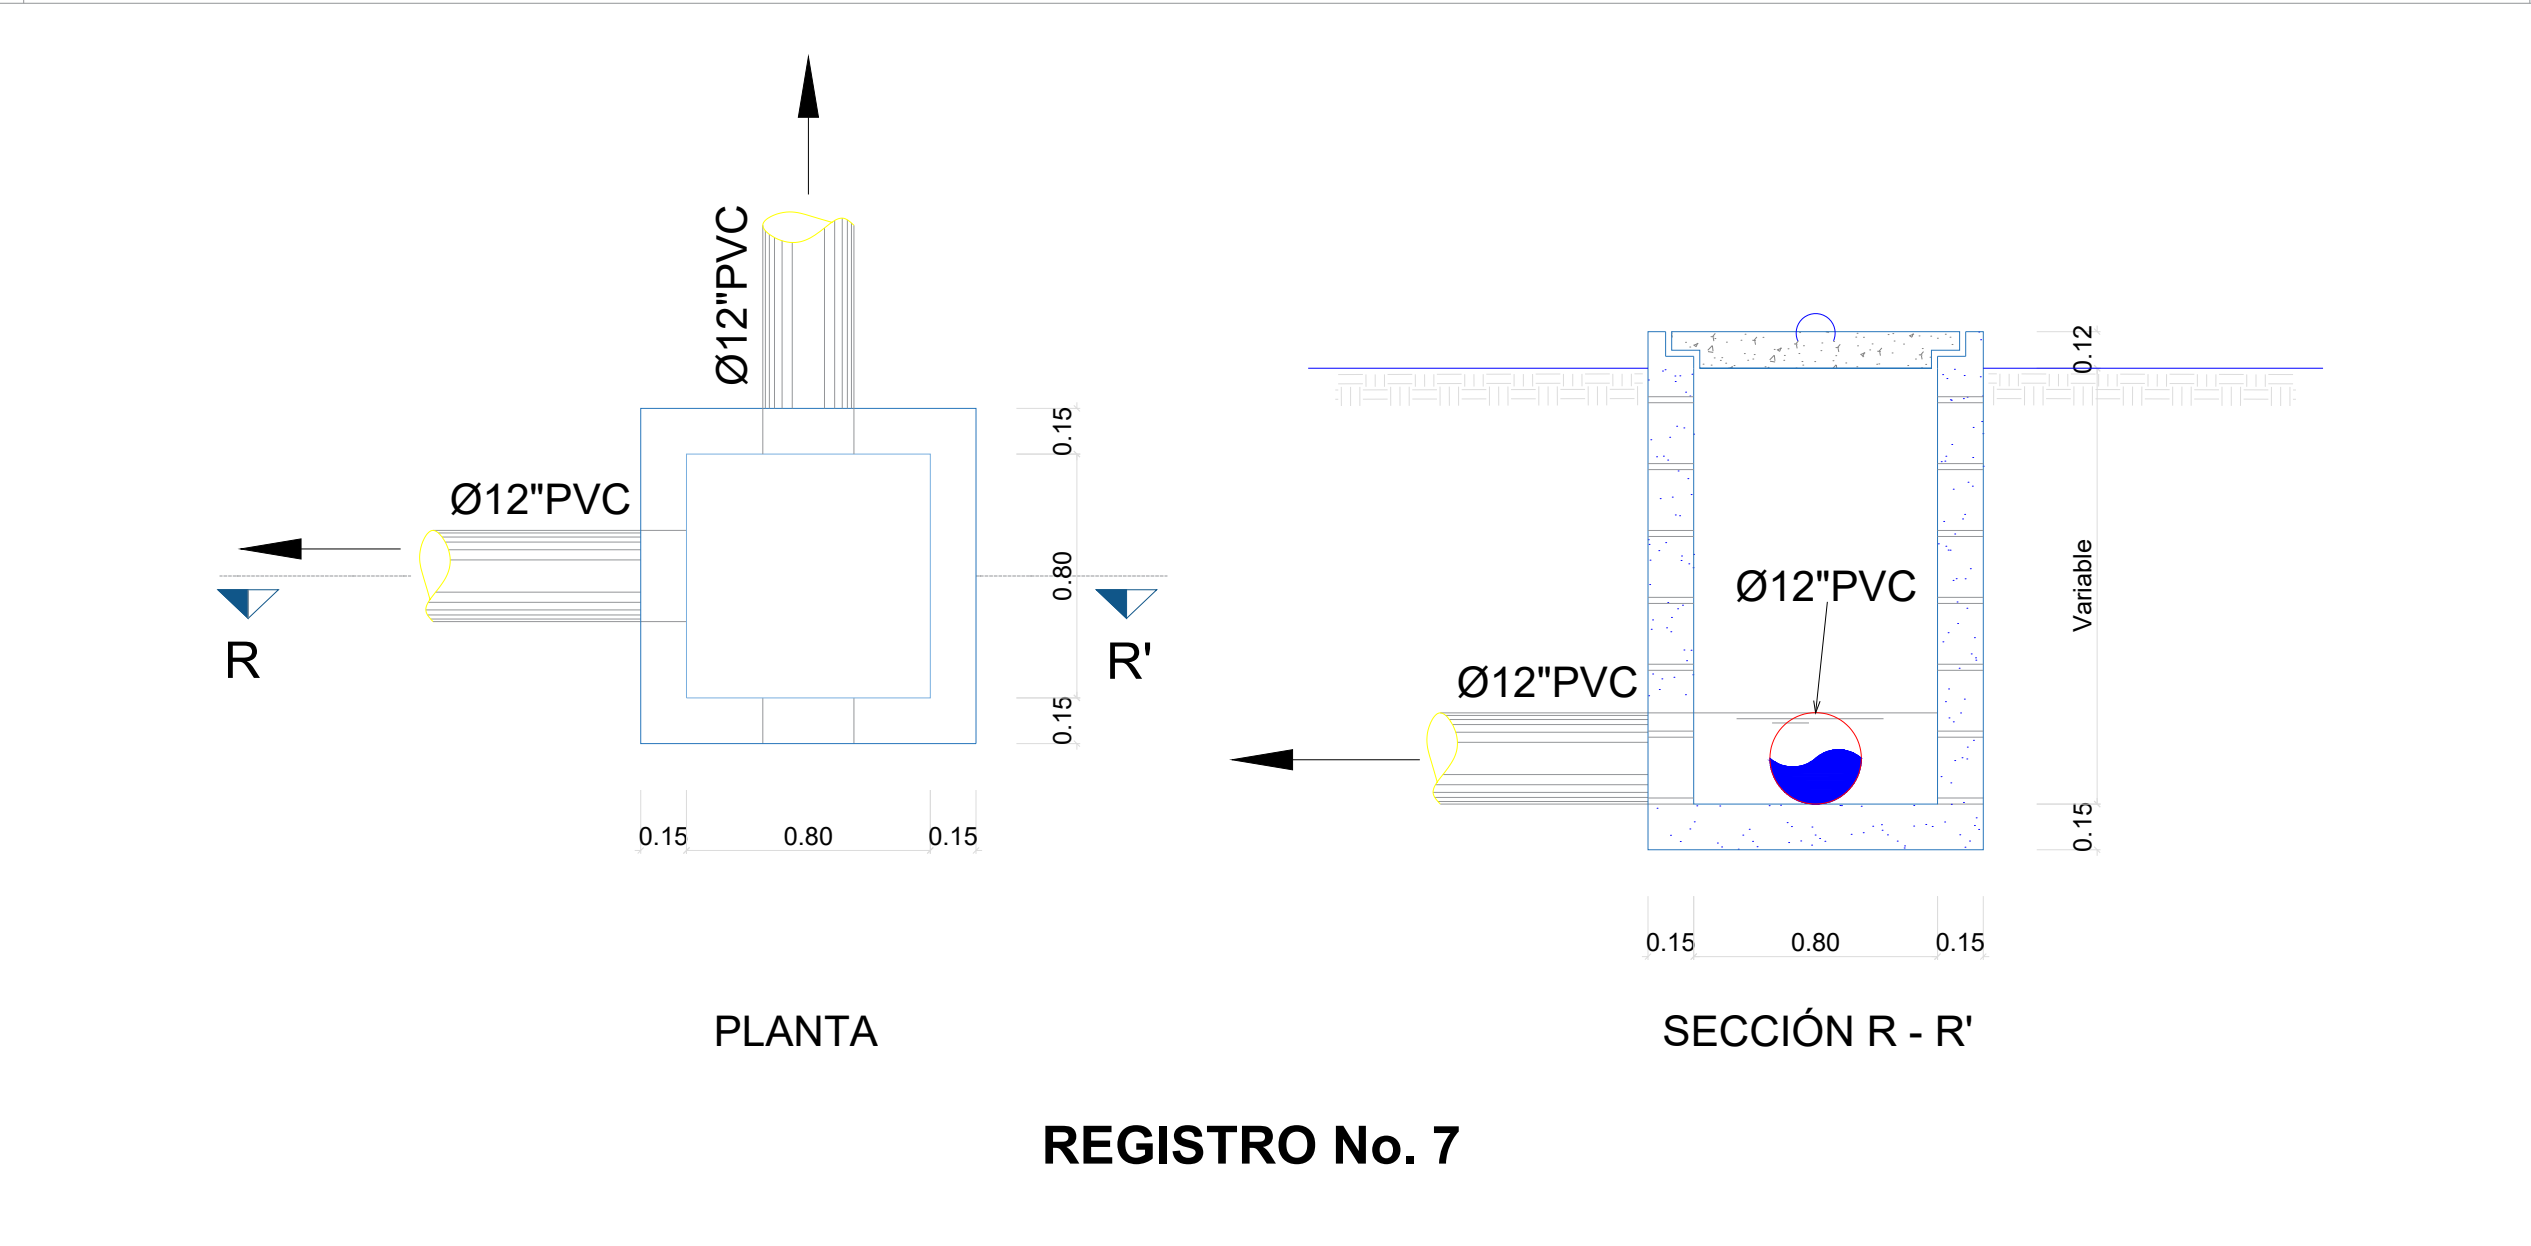 Ø12"PVC
Ø12"PVC
R
R'
0.15
0.80
0.15
0.15
0.80
0.15
PLANTA
Ø12"PVC
Ø12"PVC
0.12
Variable
0.15
0.15
0.80
0.15
SECCIÓN R - R'
REGISTRO No. 7